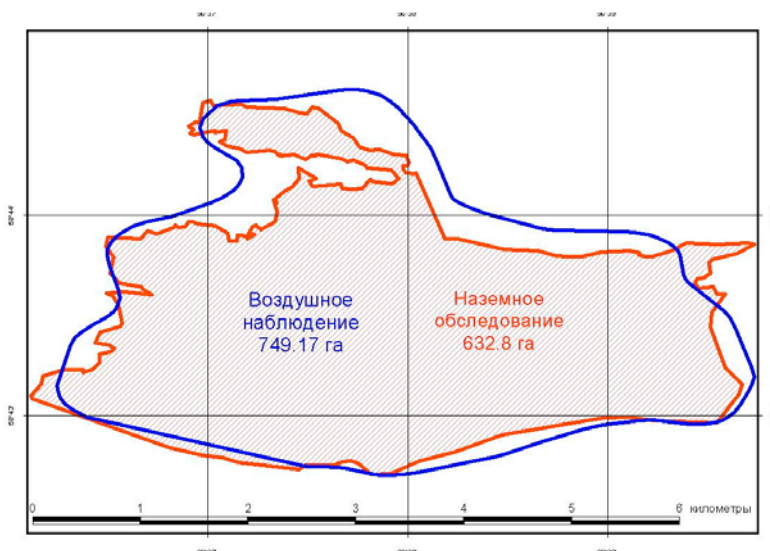 Воздушное
наблюдение
749.17 га
Наземное
обследование
632.8 га
0 1 2 3 4 5 6 километры